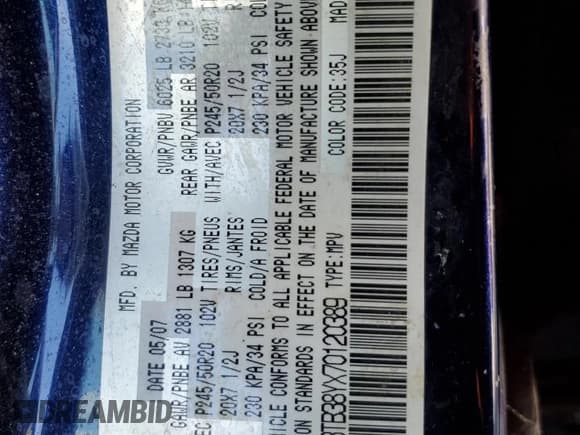 MFD. BY MAZDA MOTOR CORPORATION
DATE 05/07 GVWR/PNBV 6025 LB
GAWR/PNBE AV 2881 LB 1307 KG REAR GAWR/PNBE AR 3210 LB
P245/50R20 102V TIRES/PNEUS WITH/AVEC P245/50R20 102V
20X7 1/2J RIMS/JANTES 20X7 1/2J
230 KPA/34 PSI COLD/A FROID 230 KPA/34 PSI
CONFORMS TO ALL APPLICABLE FEDERAL MOTOR VEHICLE SAFETY
STANDARDS IN EFFECT ON THE DATE OF MANUFACTURE SHOWN ABOVE
TB38YX70120389 TYPE:MPV COLOR CODE:35J
DREAMBID